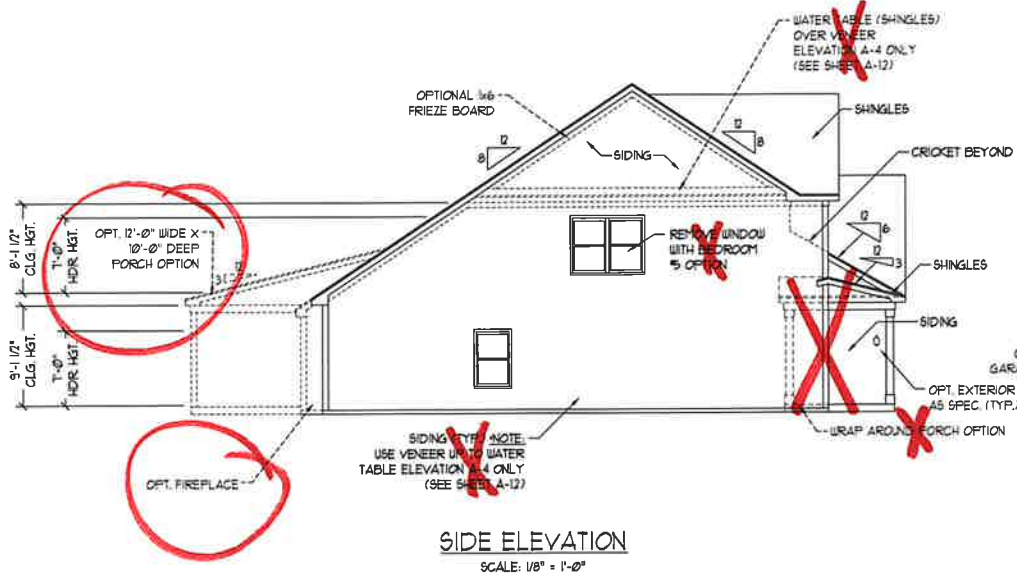 WATER TABLE (SHINGLES)
OVER VENEER
ELEVATION A-4 ONLY
(SEE SHEET A-12)
OPTIONAL 1x6
FRIEZE BOARD
SHINGLES
12
8
12
8
SIDING
CRICKET BEYOND
OPT. 12'-0" WIDE X
10'-0" DEEP
PORCH OPTION
8'-1 1/2"
CLG. HGT.
7'-0"
HDR. HGT.
12
3
REMOVE WINDOW
WITH BEDROOM
#5 OPTION
12
6
12
3
SHINGLES
9'-1 1/2"
CLG. HGT.
7'-0"
HDR. HGT.
SIDING
GARA
OPT. EXTERIOR
AS SPEC. (TYP.
WRAP AROUND PORCH OPTION
SIDING (TYP.) NOTE:
USE VENEER UP TO WATER
TABLE ELEVATION A-4 ONLY
(SEE SHEET A-12)
OPT. FIREPLACE
SIDE ELEVATION
SCALE: 1/8" = 1'-0"